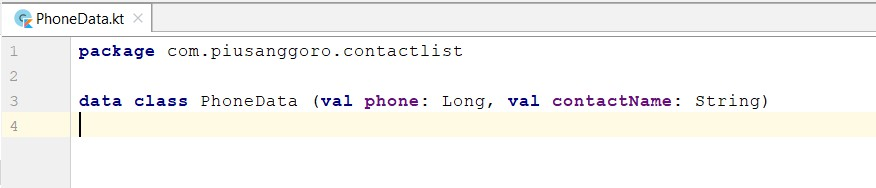 PhoneData.kt
1 package com.piusanggoro.contactlist
2
3 data class PhoneData (val phone: Long, val contactName: String)
4